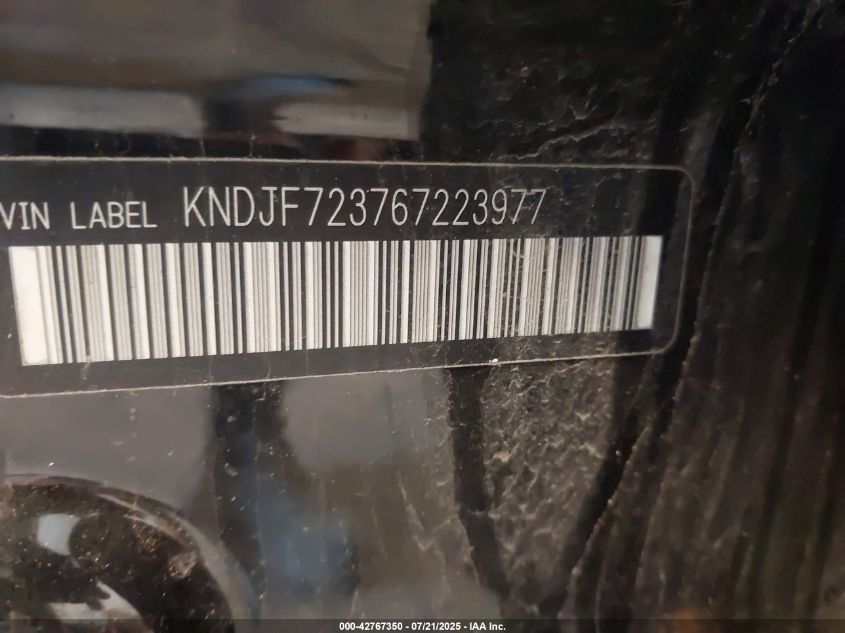 VIN LABEL KNDJF723767223977
000-42767350 - 07/21/2025 - IAA Inc.